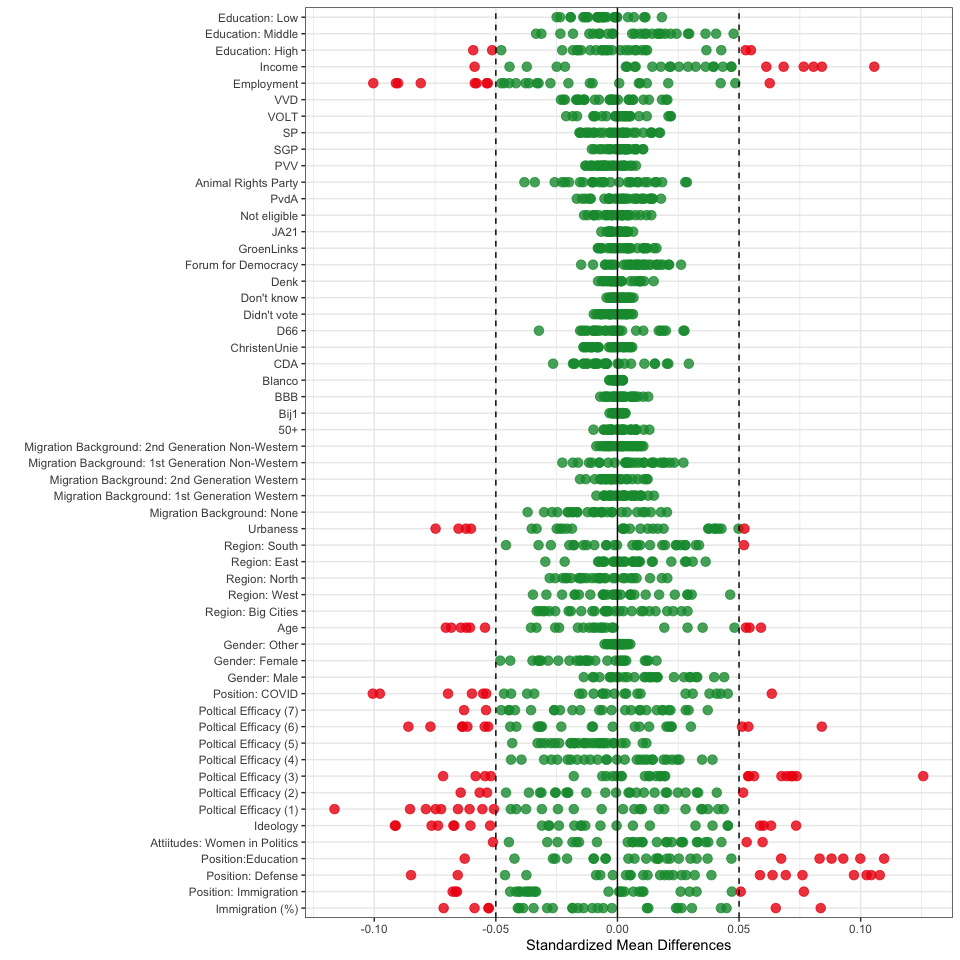 Education: Low
Education: Middle
Education: High
Income
Employment
VVD
VOLT
SP
SGP
PVV
Animal Rights Party
PvdA
Not eligible
JA21
GroenLinks
Forum for Democracy
Denk
Don't know
Didn't vote
D66
ChristenUnie
CDA
Blanco
BBB
Bij1
50+
Migration Background: 2nd Generation Non-Western
Migration Background: 1st Generation Non-Western
Migration Background: 2nd Generation Western
Migration Background: 1st Generation Western
Migration Background: None
Urbaness
Region: South
Region: East
Region: North
Region: West
Region: Big Cities
Age
Gender: Other
Gender: Female
Gender: Male
Position: COVID
Poltical Efficacy (7)
Poltical Efficacy (6)
Poltical Efficacy (5)
Poltical Efficacy (4)
Poltical Efficacy (3)
Poltical Efficacy (2)
Poltical Efficacy (1)
Ideology
Attiitudes: Women in Politics
Position:Education
Position: Defense
Position: Immigration
Immigration (%)
-0.10 -0.05 0.00 0.05 0.10
Standardized Mean Differences